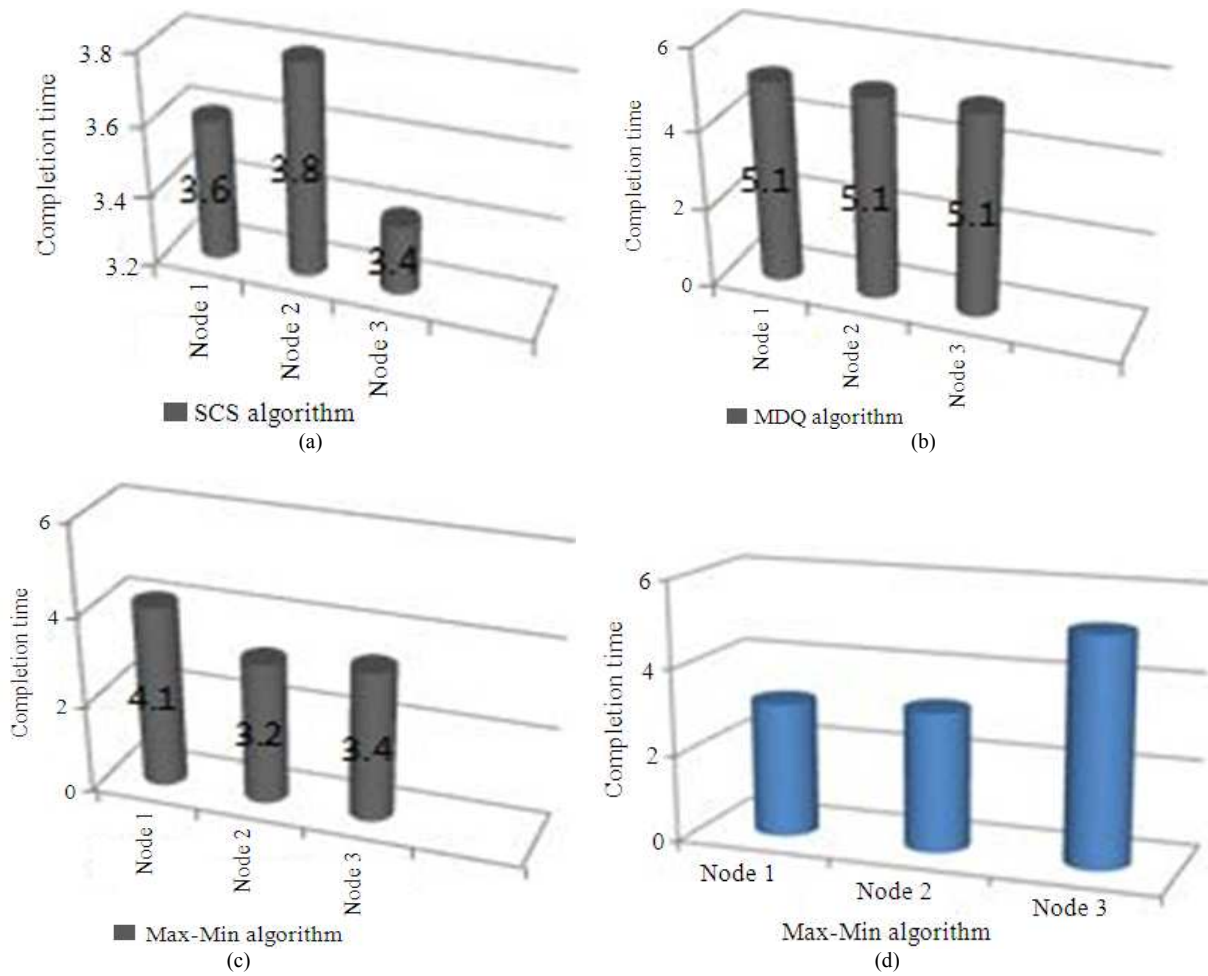 Completion time
3.8
3.6
3.4
3.2
3.6
3.8
3.4
Node 1
Node 2
Node 3
SCS algorithm
(a)
Completion time
6
4
2
0
5.1
5.1
5.1
Node 1
Node 2
Node 3
MDQ algorithm
(b)
Completion time
6
4
2
0
4.1
3.2
3.4
Node 1
Node 2
Node 3
Max-Min algorithm
(c)
Completion time
6
4
2
0
Node 1
Node 2
Node 3
Max-Min algorithm
(d)